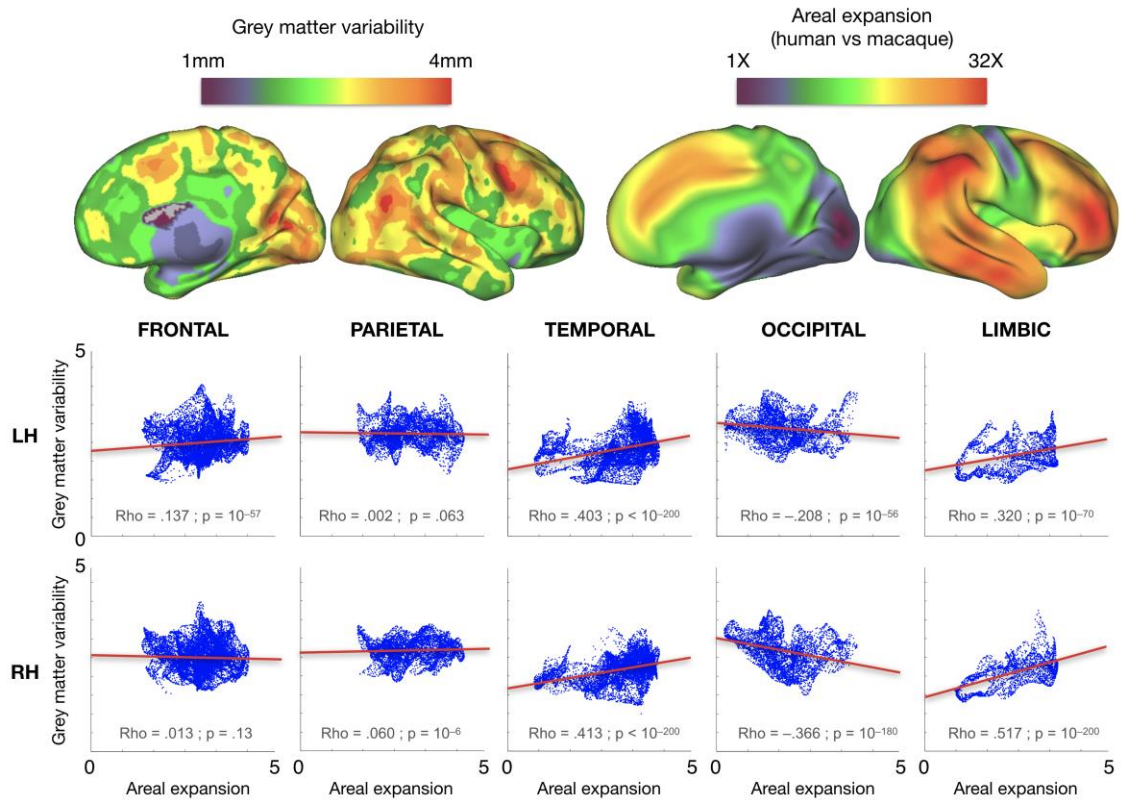 Grey matter variability
1mm 4mm
Areal expansion
(human vs macaque)
1X 32X
FRONTAL PARIETAL TEMPORAL OCCIPITAL LIMBIC
5
Grey matter variability
LH
0
Rho = .137 ; p = 10⁻⁵⁷
Rho = .002 ; p = .063
Rho = .403 ; p < 10⁻²⁰⁰
Rho = –.208 ; p = 10⁻⁵⁶
Rho = .320 ; p = 10⁻⁷⁰
5
Grey matter variability
RH
Rho = .013 ; p = .13
Rho = .060 ; p = 10⁻⁶
Rho = .413 ; p < 10⁻²⁰⁰
Rho = –.366 ; p = 10⁻¹⁸⁰
Rho = .517 ; p = 10⁻²⁰⁰
0 5 0 5 0 5 0 5 0 5
Areal expansion Areal expansion Areal expansion Areal expansion Areal expansion